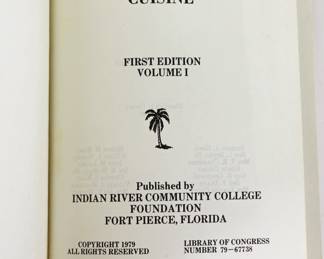 CUISINE
FIRST EDITION
VOLUME I
Published by
INDIAN RIVER COMMUNITY COLLEGE
FOUNDATION
FORT PIERCE, FLORIDA
COPYRIGHT 1979
ALL RIGHTS RESERVED
LIBRARY OF CONGRESS
NUMBER 79-67738